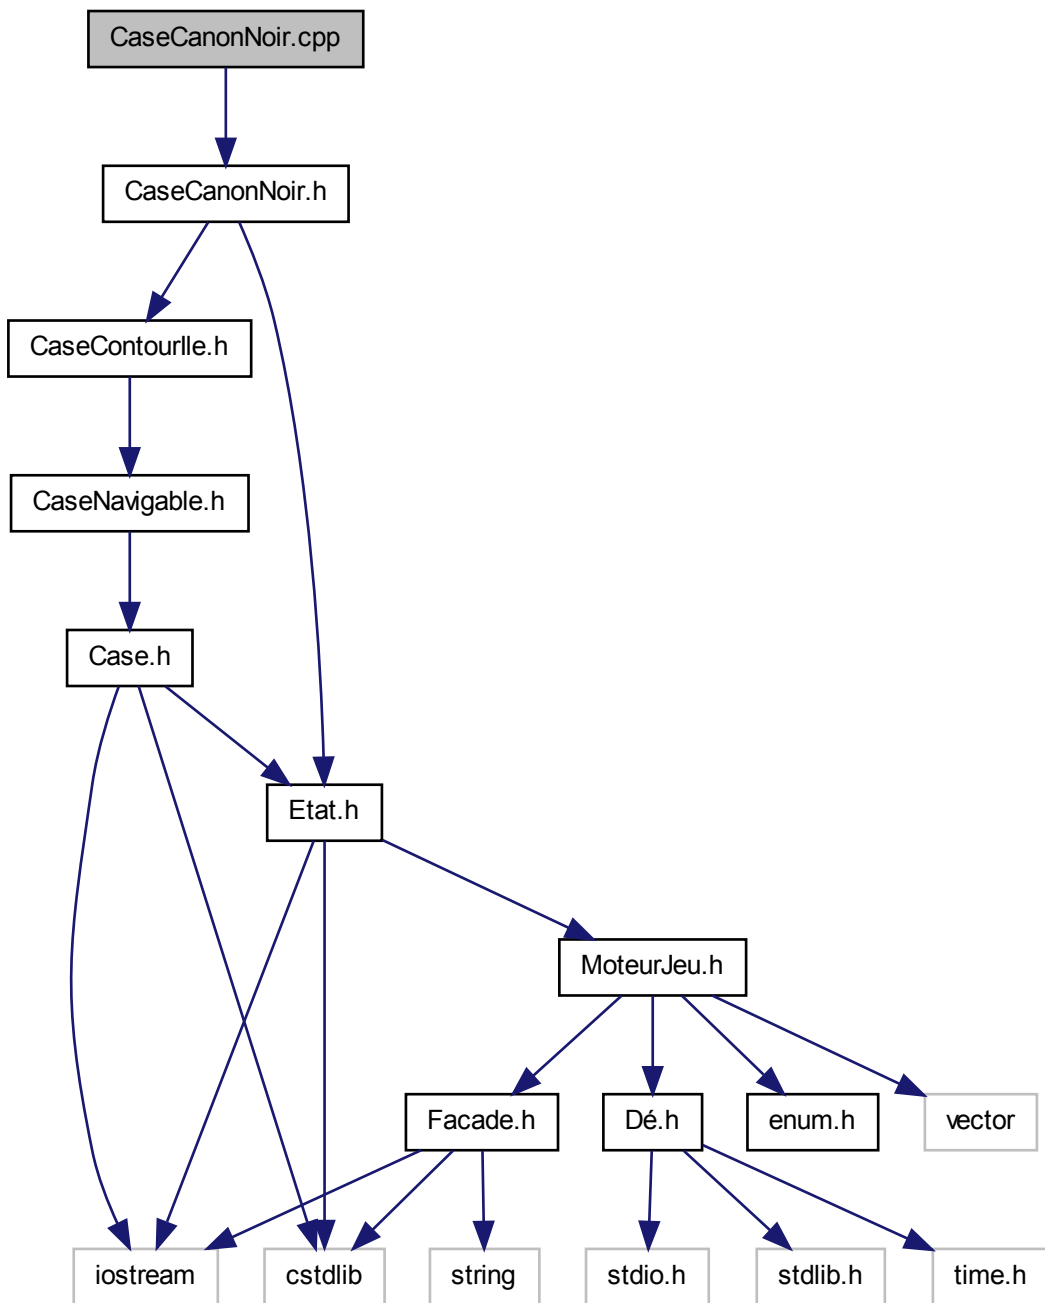 CaseCanonNoir.cpp
CaseCanonNoir.h
CaseContourIle.h
CaseNavigable.h
Case.h
Etat.h
MoteurJeu.h
Facade.h
Dé.h
enum.h
vector
iostream
cstdlib
string
stdio.h
stdlib.h
time.h